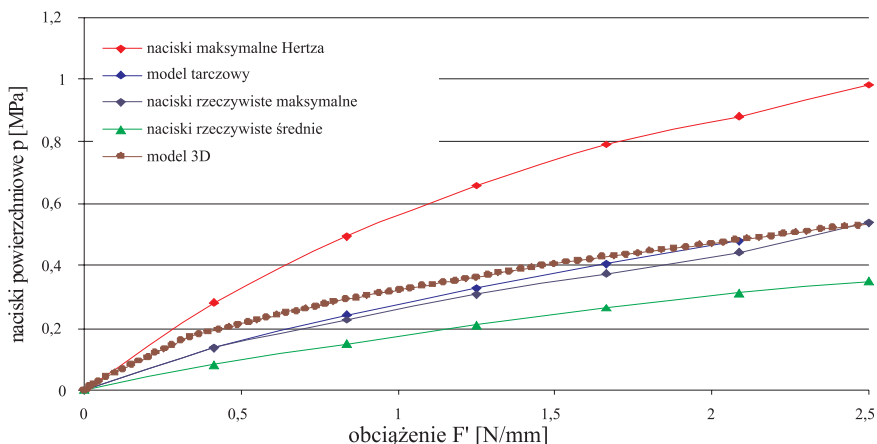 1,2
1
0,8
0,6
0,4
0,2
0
naciski powierzchniowe p [MPa]
naciski maksymalne Hertza
model tarczowy
naciski rzeczywiste maksymalne
naciski rzeczywiste średnie
model 3D
0
0,5
1
1,5
2
2,5
obciążenie F' [N/mm]